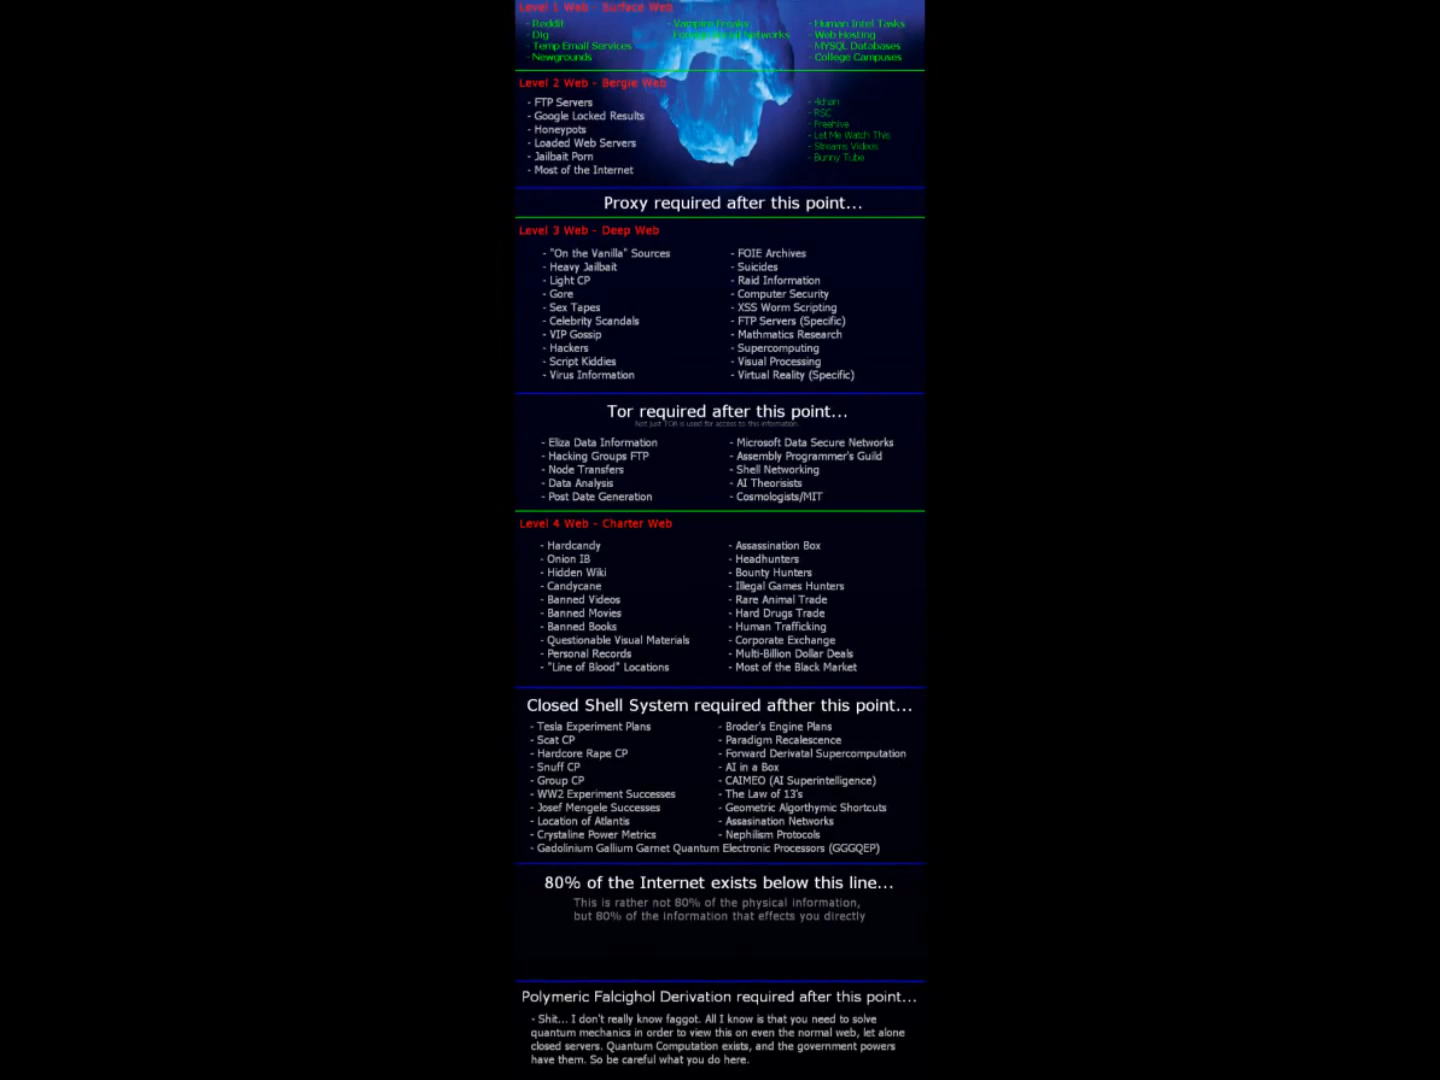 Level 1 Web - Surface Web
- Reddit
- Dig
- Temp Email Services
- Newgrounds
- Vampire Freaks
- Foreign Social Networks
- Human Intel Tasks
- Web Hosting
- MYSQL Databases
- College Campuses
Level 2 Web - Bergie Web
- FTP Servers
- Google Locked Results
- Honeypots
- Loaded Web Servers
- Jailbait Porn
- Most of the Internet
- 4chan
- RSC
- Freehive
- Let Me Watch This
- Streams Videos
- Bunny Tube
Proxy required after this point...
Level 3 Web - Deep Web
- "On the Vanilla" Sources
- Heavy Jailbait
- Light CP
- Gore
- Sex Tapes
- Celebrity Scandals
- VIP Gossip
- Hackers
- Script Kiddies
- Virus Information
- FOIE Archives
- Suicides
- Raid Information
- Computer Security
- XSS Worm Scripting
- FTP Servers (Specific)
- Mathmatics Research
- Supercomputing
- Visual Processing
- Virtual Reality (Specific)
Tor required after this point...
Not just TOR is used for access to this information.
- Eliza Data Information
- Hacking Groups FTP
- Node Transfers
- Data Analysis
- Post Date Generation
- Microsoft Data Secure Networks
- Assembly Programmer's Guild
- Shell Networking
- AI Theorisists
- Cosmologists/MIT
Level 4 Web - Charter Web
- Hardcandy
- Onion IB
- Hidden Wiki
- Candycane
- Banned Videos
- Banned Movies
- Banned Books
- Questionable Visual Materials
- Personal Records
- "Line of Blood" Locations
- Assassination Box
- Headhunters
- Bounty Hunters
- Illegal Games Hunters
- Rare Animal Trade
- Hard Drugs Trade
- Human Trafficking
- Corporate Exchange
- Multi-Billion Dollar Deals
- Most of the Black Market
Closed Shell System required afther this point...
- Tesla Experiment Plans
- Scat CP
- Hardcore Rape CP
- Snuff CP
- Group CP
- WW2 Experiment Successes
- Josef Mengele Successes
- Location of Atlantis
- Crystaline Power Metrics
- Broder's Engine Plans
- Paradigm Recalescence
- Forward Derivatal Supercomputation
- AI in a Box
- CAIMEO (AI Superintelligence)
- The Law of 13's
- Geometric Algorthymic Shortcuts
- Assasination Networks
- Nephilism Protocols
- Gadolinium Gallium Garnet Quantum Electronic Processors (GGGQEP)
80% of the Internet exists below this line...
This is rather not 80% of the physical information,
but 80% of the information that effects you directly
Polymeric Falcighol Derivation required after this point...
- Shit... I don't really know faggot. All I know is that you need to solve
quantum mechanics in order to view this on even the normal web, let alone
closed servers. Quantum Computation exists, and the government powers
have them. So be careful what you do here.